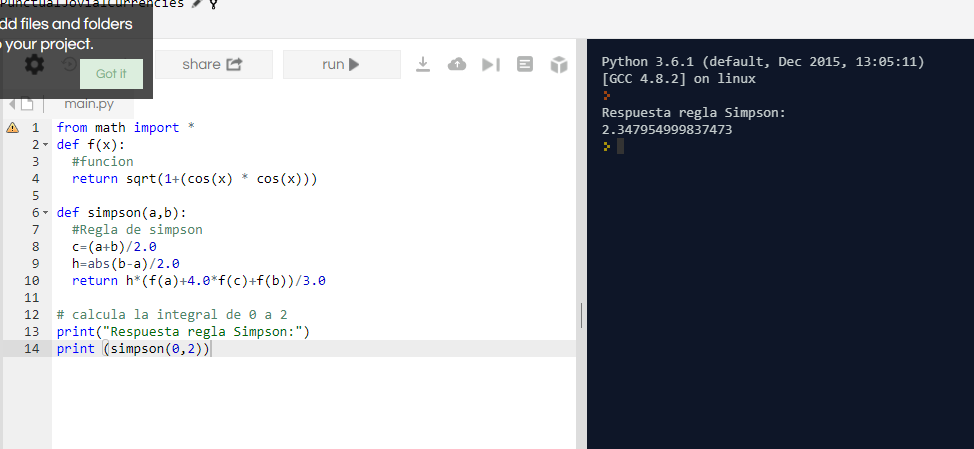 PunctualJovialCurrencies
dd files and folders
your project.
Got it
share
run
main.py
1 from math import *
2 def f(x):
3 #funcion
4 return sqrt(1+(cos(x) * cos(x)))
5
6 def simpson(a,b):
7 #Regla de simpson
8 c=(a+b)/2.0
9 h=abs(b-a)/2.0
10 return h*(f(a)+4.0*f(c)+f(b))/3.0
11
12 # calcula la integral de 0 a 2
13 print("Respuesta regla Simpson:")
14 print (simpson(0,2))
Python 3.6.1 (default, Dec 2015, 13:05:11)
[GCC 4.8.2] on linux
Respuesta regla Simpson:
2.347954999837473